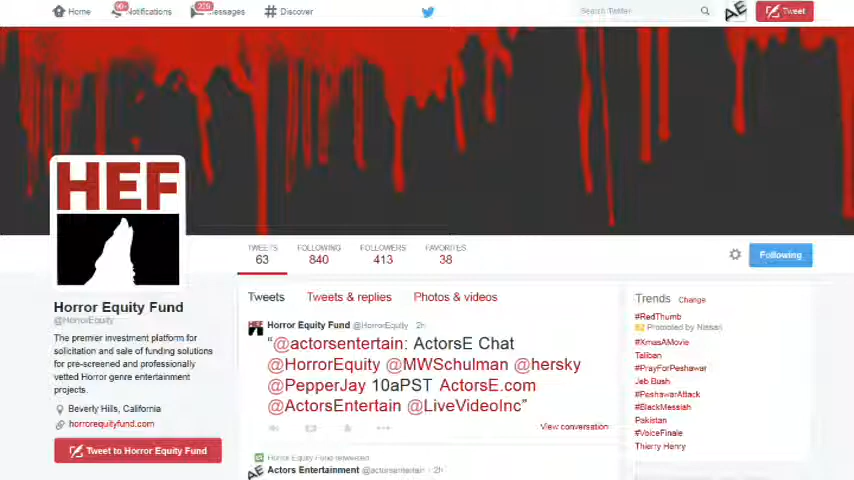 Home
Notifications
Messages
# Discover
Search Twitter
AE
Tweet
HEF
TWEETS FOLLOWING FOLLOWERS FAVORITES
63 840 413 38
Following
Horror Equity Fund
@HorrorEquity
The premier investment platform for
solicitation and sale of funding solutions
for pre-screened and professionally
vetted Horror genre entertainment
projects.
Beverly Hills, California
horrorequityfund.com
Tweet to Horror Equity Fund
Tweets Tweets & replies Photos & videos
HEF
Horror Equity Fund @HorrorEquity · 2h
"@actorsentertain: ActorsE Chat
@HorrorEquity @MWSchulman @hersky
@PepperJay 10aPST ActorsE.com
@ActorsEntertain @LiveVideoInc"
View conversation
Horror Equity Fund retweeted
AE
Actors Entertainment @actorsentertain · 2h
Trends Change
#RedThumb
Promoted by Nissan
#XmasAMovie
Taliban
#PrayForPeshawar
Jeb Bush
#PeshawarAttack
#BlackMessiah
Pakistan
#VoiceFinale
Thierry Henry